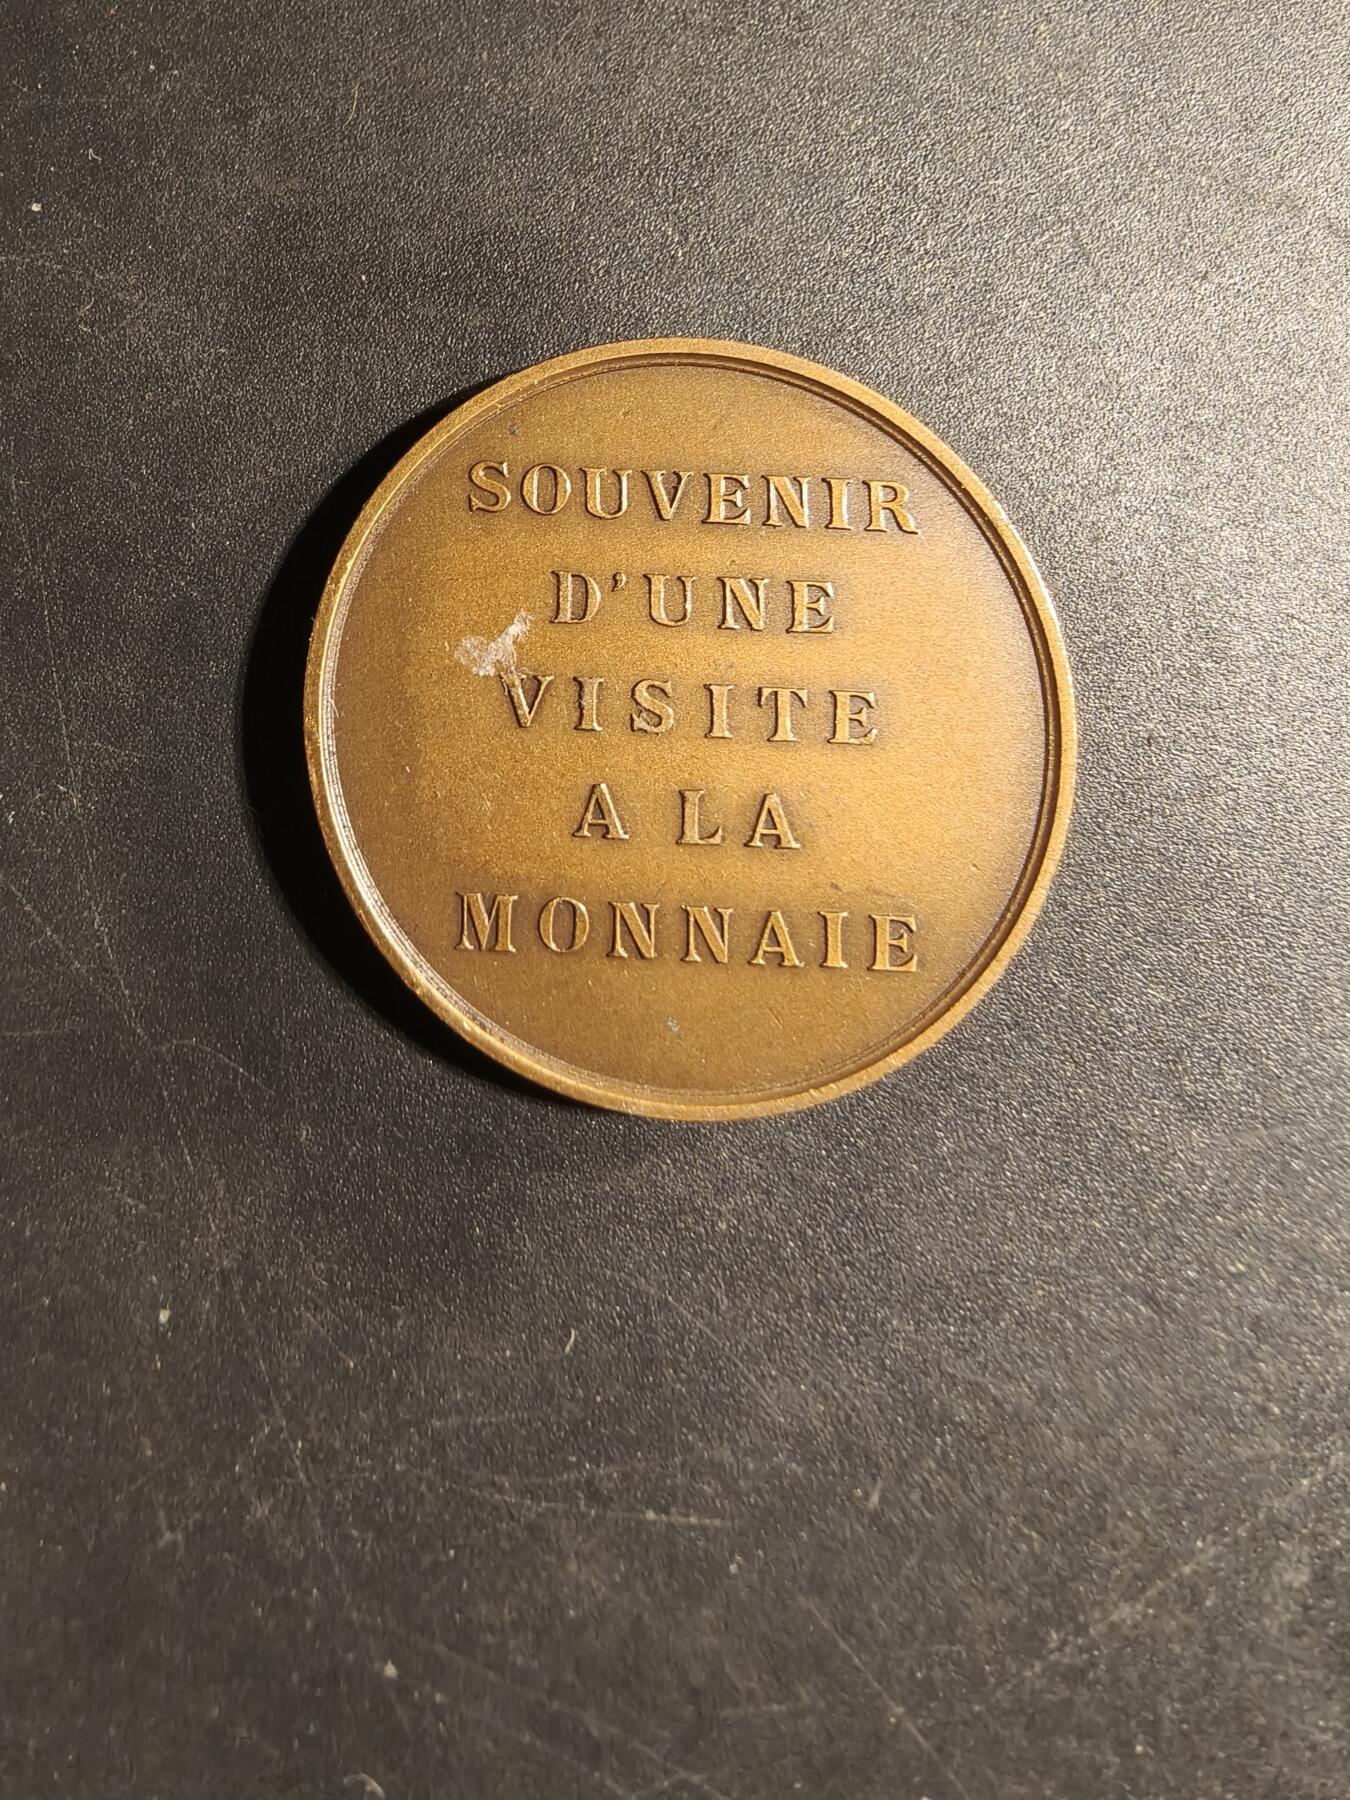 SOUVENIR
D'UNE
VISITE
A LA
MONNAIE